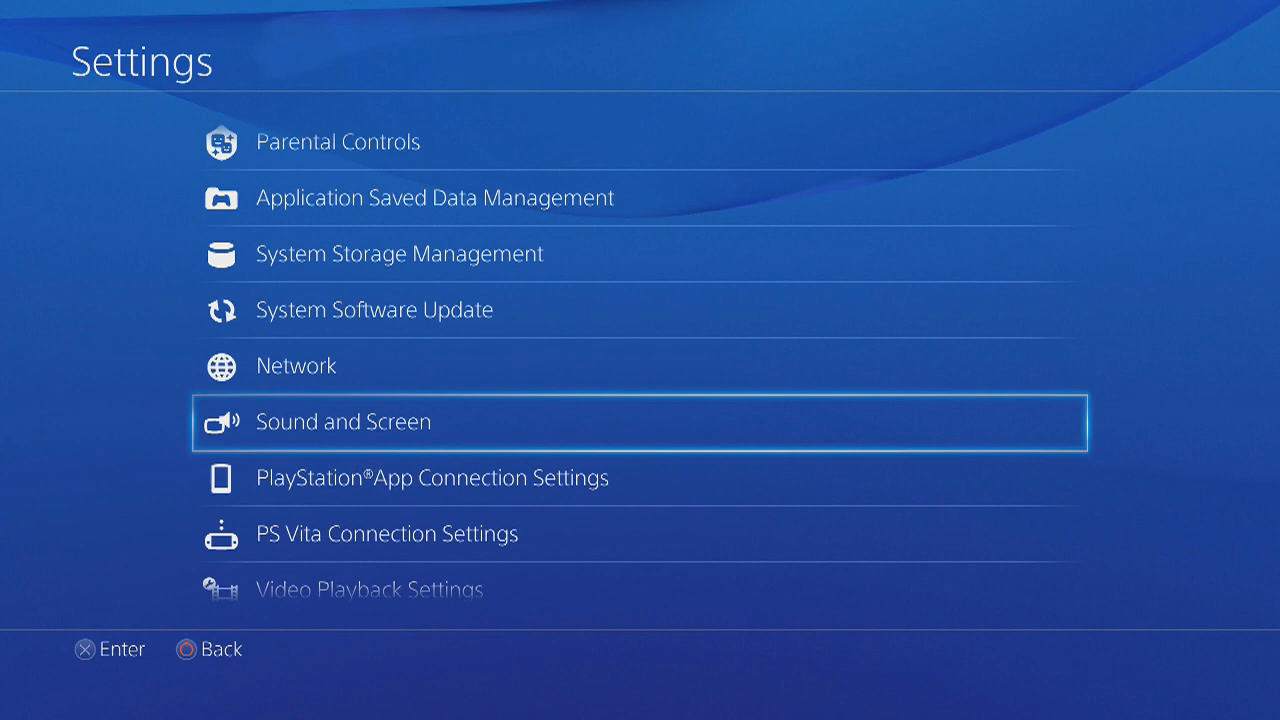 Settings
Parental Controls
Application Saved Data Management
System Storage Management
System Software Update
Network
Sound and Screen
PlayStation®App Connection Settings
PS Vita Connection Settings
Video Playback Settings
Enter Back